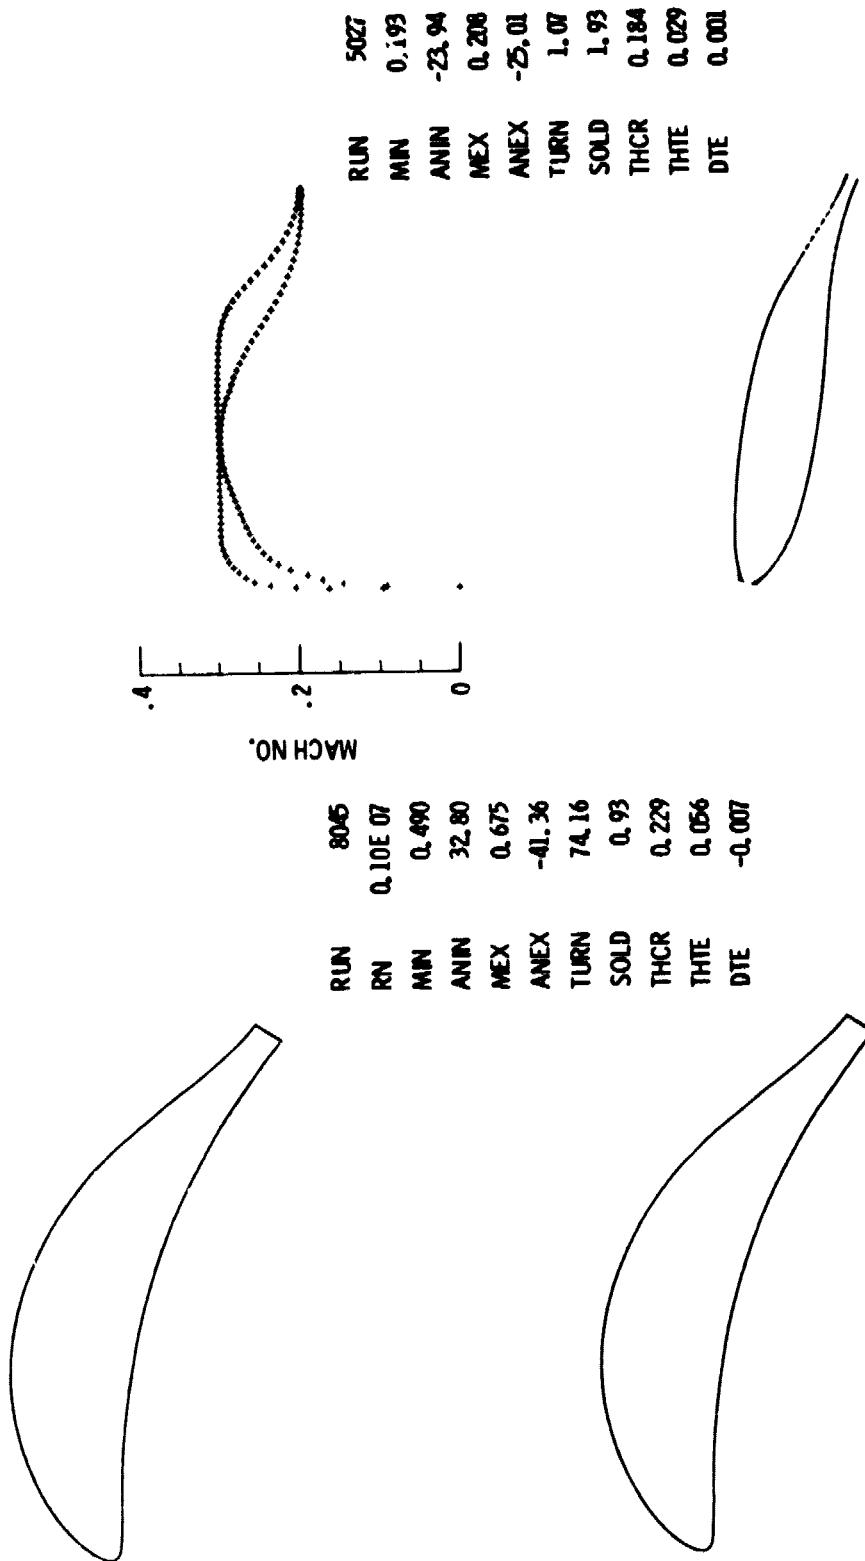 RUN 8045
RN 0.10E 07
MIN 0.490
ANIN 32.80
MEX 0.675
ANEX -41.36
TURN 74.16
SOLD 0.93
THCR 0.229
THTE 0.056
DTE -0.007
MACH NO.
.4
.2
0
RUN 5027
MIN 0.193
ANIN -23.94
MEX 0.208
ANEX -25.01
TURN 1.07
SOLD 1.93
THCR 0.184
THTE 0.029
DTE 0.001